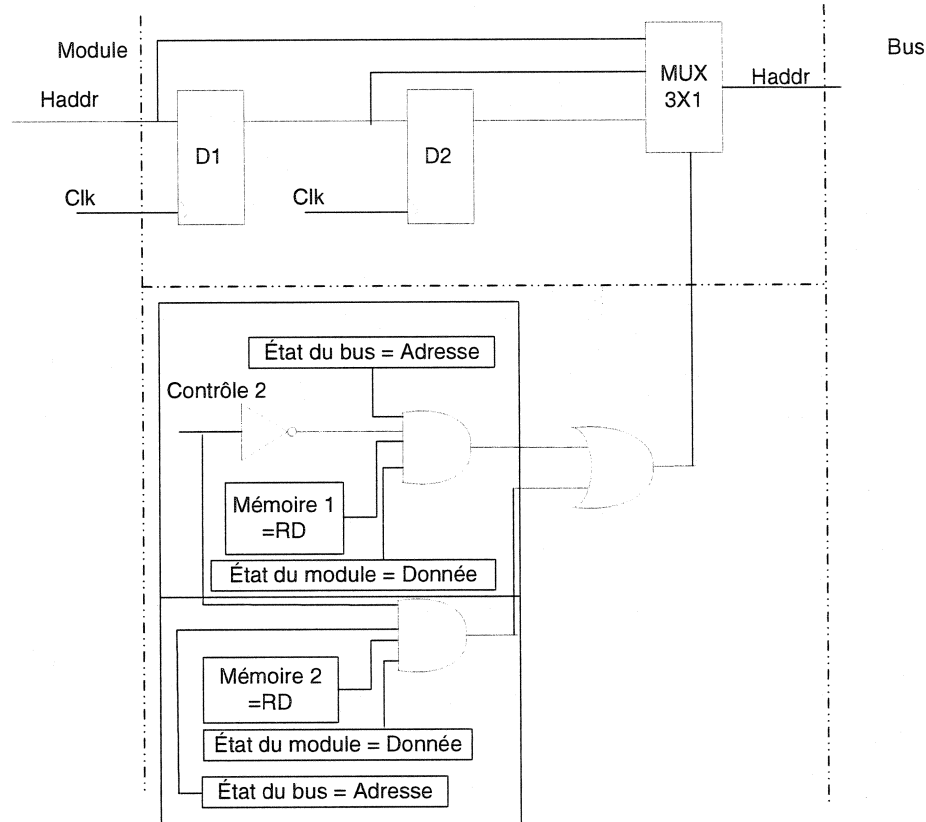 Module
Bus
Haddr
MUX
3X1
Haddr
D1
D2
Clk
Clk
État du bus = Adresse
Contrôle 2
Mémoire 1
=RD
État du module = Donnée
Mémoire 2
=RD
État du module = Donnée
État du bus = Adresse